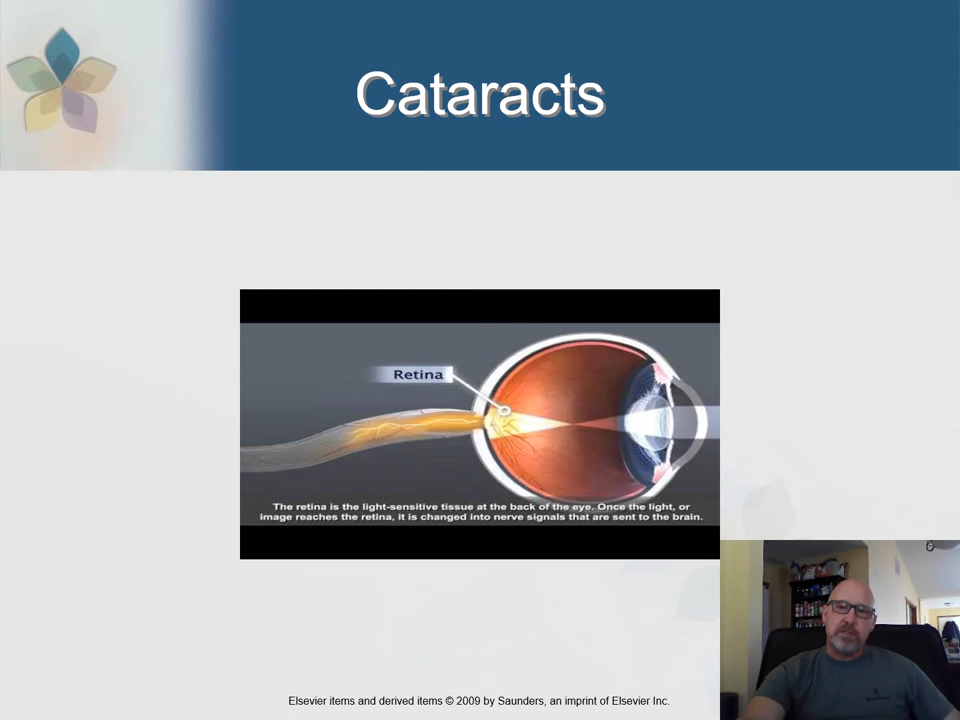 Cataracts
Retina
The retina is the light-sensitive tissue at the back of the eye. Once the light, or
image reaches the retina, it is changed into nerve signals that are sent to the brain.
Elsevier items and derived items © 2009 by Saunders, an imprint of Elsevier Inc.